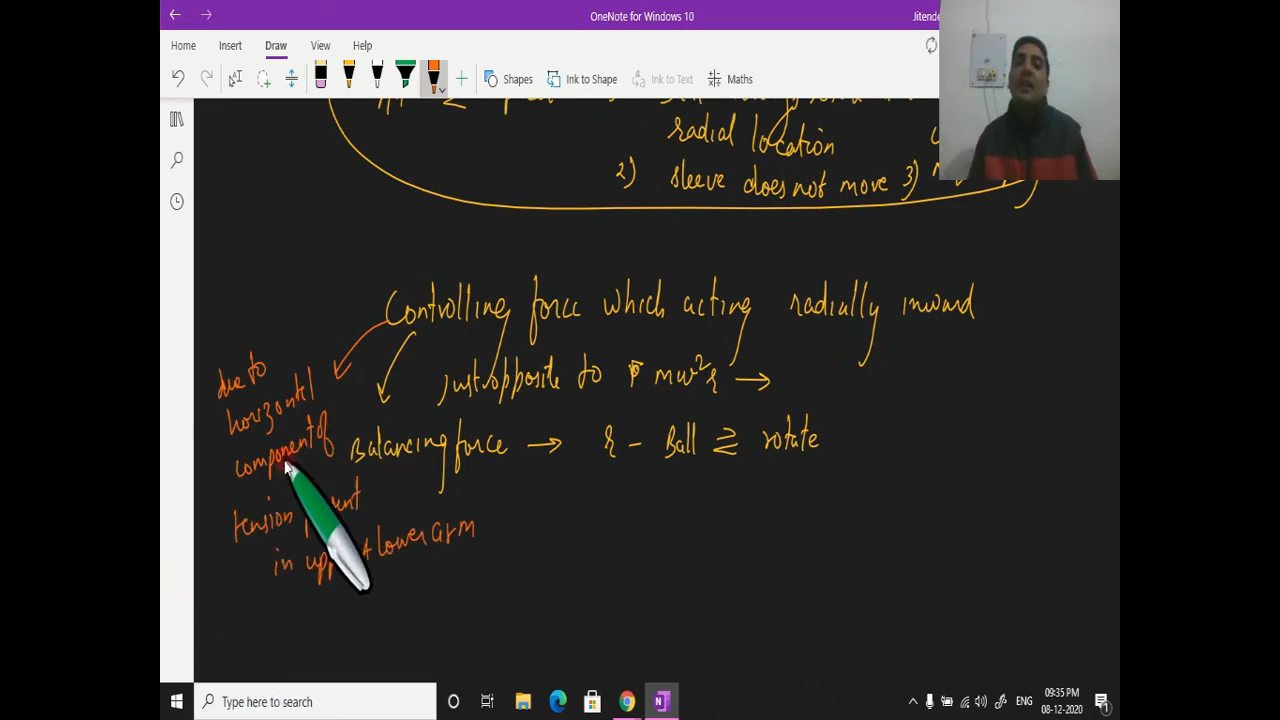 OneNote for Windows 10
Jitende
Home Insert Draw View Help
Shapes Ink to Shape Ink to Text Maths
radial location
2) sleeve does not move 3)
Controlling force which acting radially inward
just opposite to mw²r →
Balancing force → r - Ball ≷ rotate
due to
horizontel
component of
tension
in lower arm
Type here to search
ENG
09:35 PM
08-12-2020